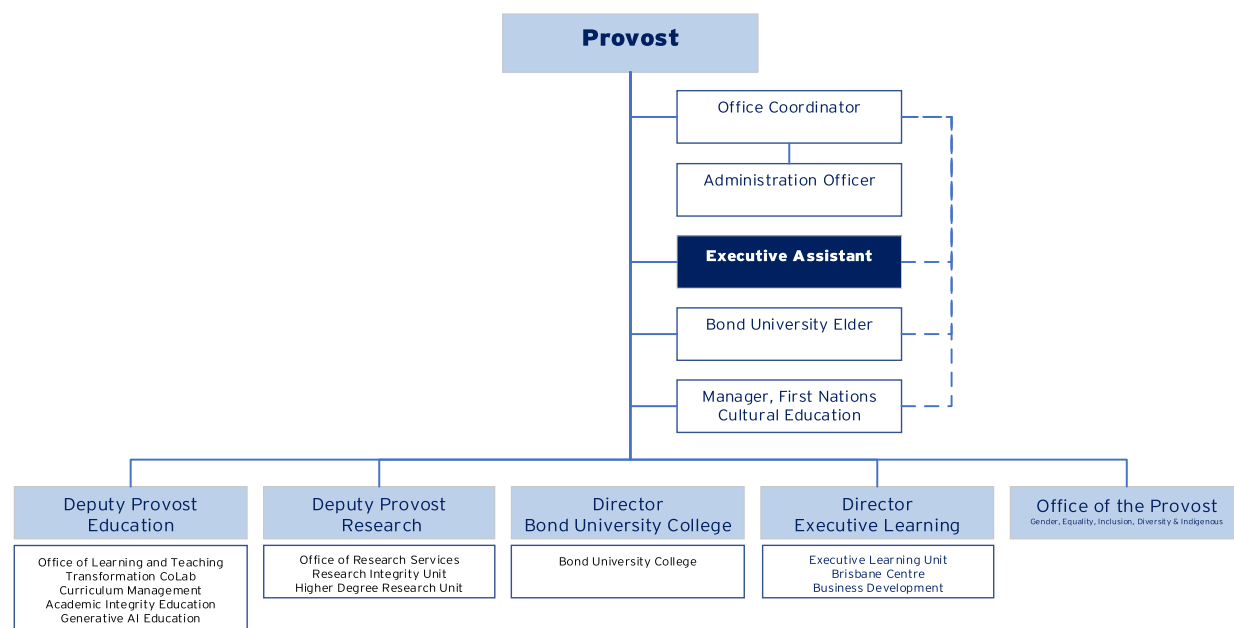 Provost
Office Coordinator
Administration Officer
Executive Assistant
Bond University Elder
Manager, First Nations
Cultural Education
Deputy Provost
Education
Deputy Provost
Research
Director
Bond University College
Director
Executive Learning
Office of the Provost
Gender, Equality, Inclusion, Diversity & Indigenous
Office of Learning and Teaching
Transformation CoLab
Curriculum Management
Academic Integrity Education
Generative AI Education
Office of Research Services
Research Integrity Unit
Higher Degree Research Unit
Bond University College
Executive Learning Unit
Brisbane Centre
Business Development